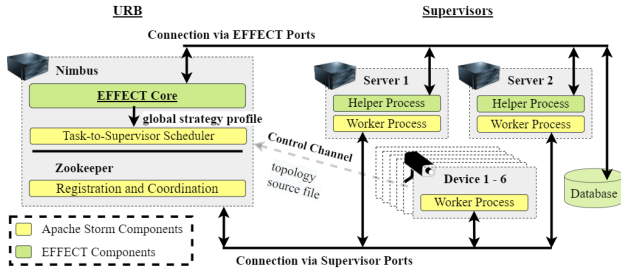 URB
Supervisors
Connection via EFFECT Ports
Nimbus
EFFECT Core
global strategy profile
Task-to-Supervisor Scheduler
Zookeeper
Registration and Coordination
Control Channel
topology
source file
Server 1
Helper Process
Worker Process
Server 2
Helper Process
Worker Process
Device 1 - 6
Worker Process
Database
Apache Storm Components
EFFECT Components
Connection via Supervisor Ports